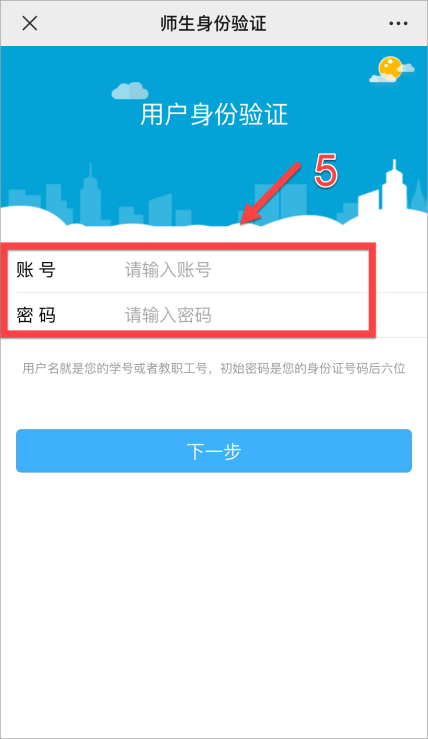 师生身份验证
用户身份验证
5
账 号 请输入账号
密 码 请输入密码
用户名就是您的学号或者教职工号，初始密码是您的身份证号码后六位
下一步